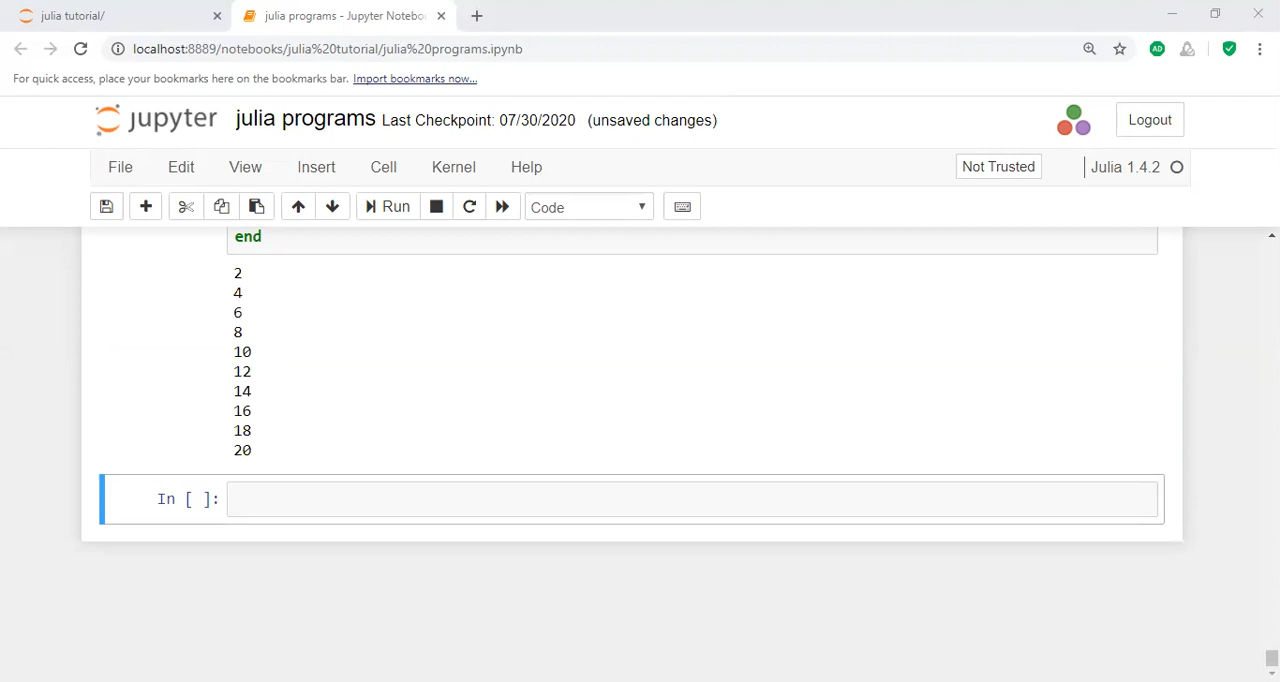 julia tutorial/
julia programs - Jupyter Notebo
localhost:8889/notebooks/julia%20tutorial/julia%20programs.ipynb
AD
For quick access, place your bookmarks here on the bookmarks bar. Import bookmarks now...
jupyter julia programs Last Checkpoint: 07/30/2020 (unsaved changes)
Logout
File Edit View Insert Cell Kernel Help
Not Trusted
Julia 1.4.2
Run
Code
end
2
4
6
8
10
12
14
16
18
20
In [ ]: